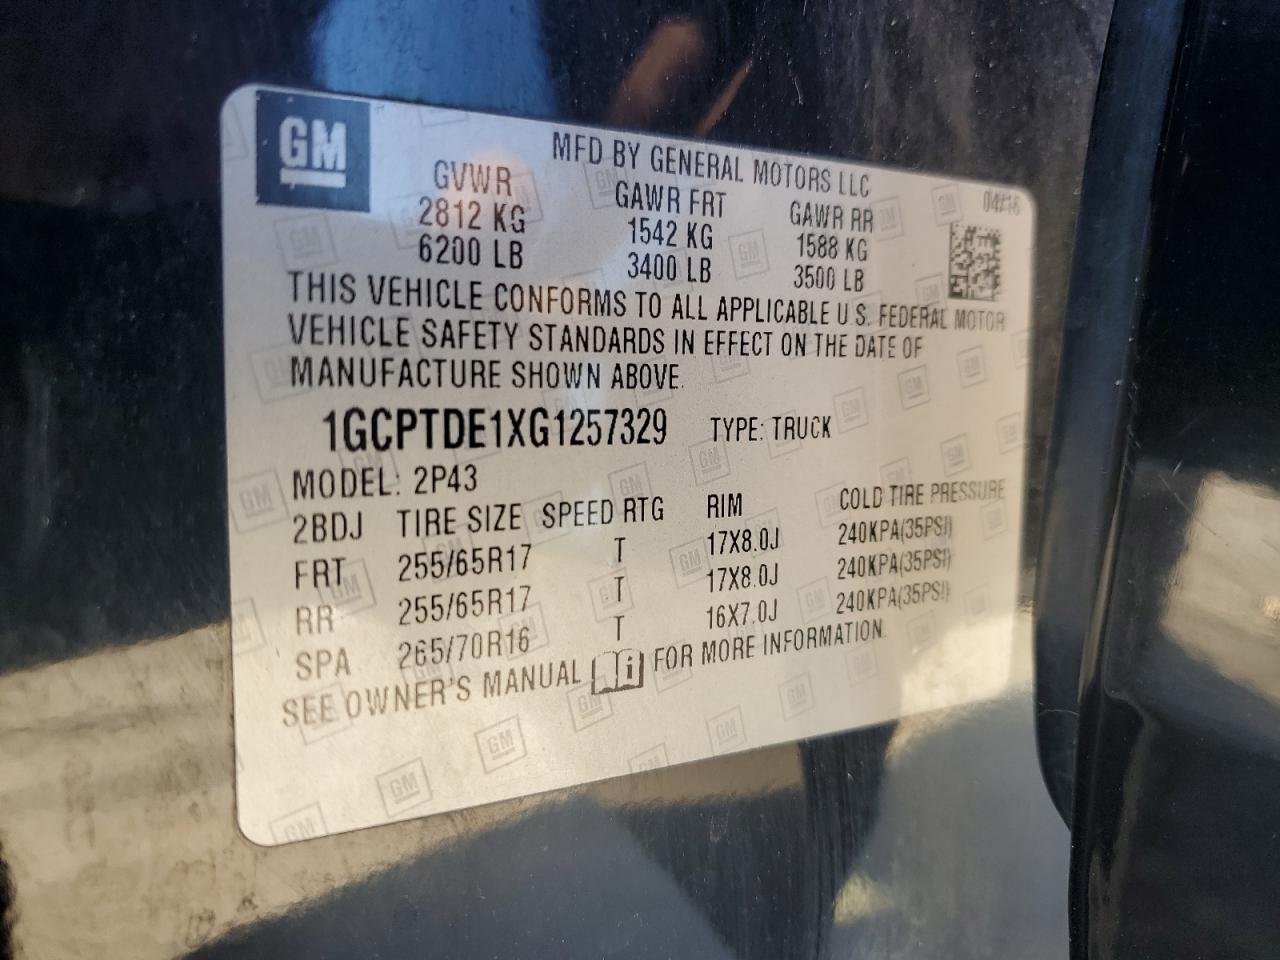 GM
MFD BY GENERAL MOTORS LLC
04/16
GVWR GAWR FRT GAWR RR
2812 KG 1542 KG 1588 KG
6200 LB 3400 LB 3500 LB
THIS VEHICLE CONFORMS TO ALL APPLICABLE U.S. FEDERAL MOTOR
VEHICLE SAFETY STANDARDS IN EFFECT ON THE DATE OF
MANUFACTURE SHOWN ABOVE.
1GCPTDE1XG1257329 TYPE: TRUCK
MODEL: 2P43
2BDJ TIRE SIZE SPEED RTG RIM COLD TIRE PRESSURE
FRT 255/65R17 T 17X8.0J 240KPA(35PSI)
RR 255/65R17 T 17X8.0J 240KPA(35PSI)
SPA 265/70R16 T 16X7.0J 240KPA(35PSI)
SEE OWNER'S MANUAL i FOR MORE INFORMATION.